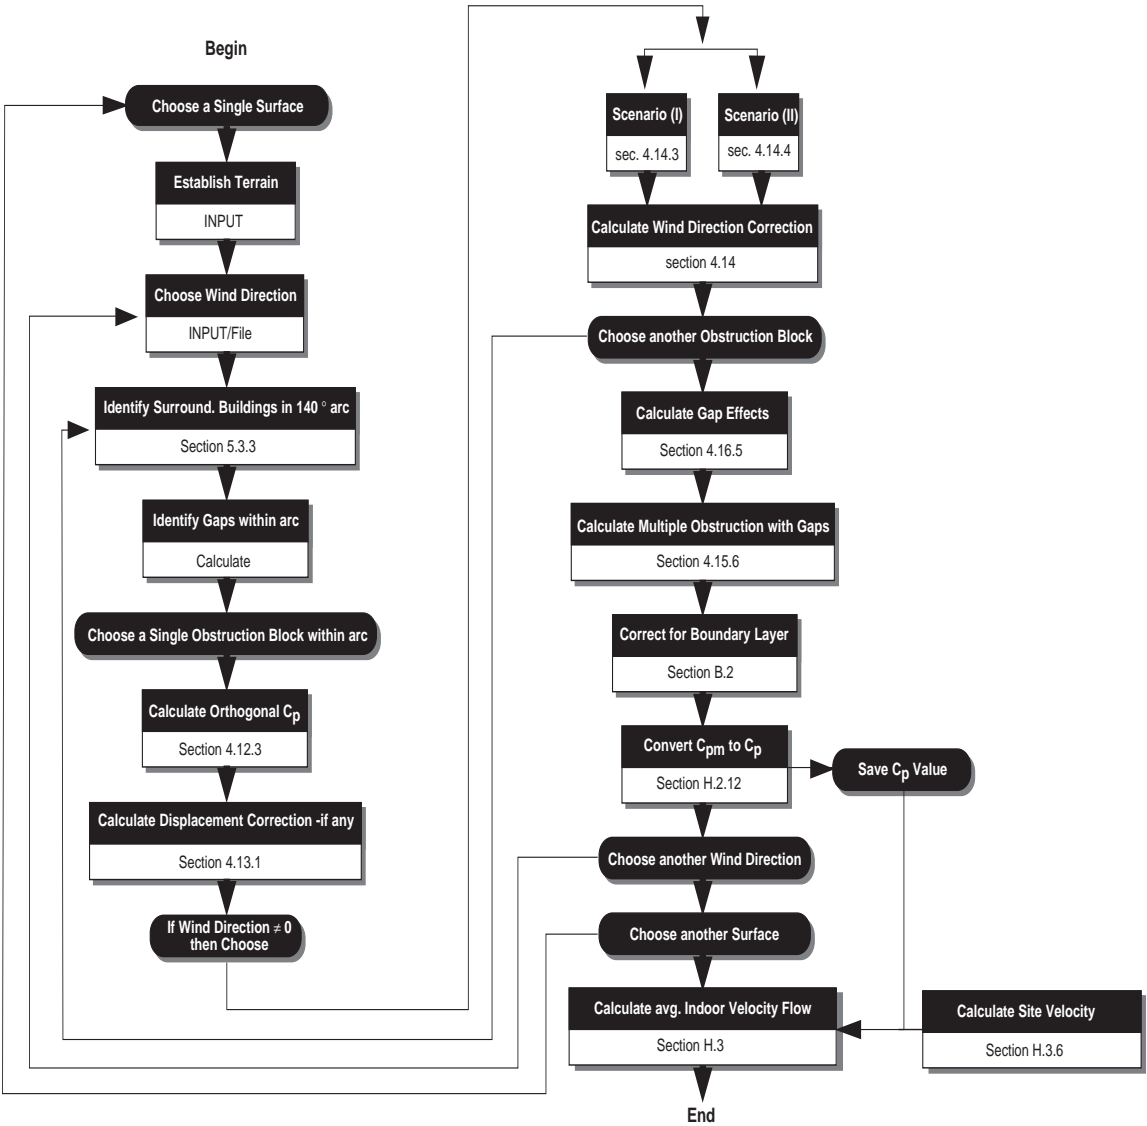 Begin
Choose a Single Surface
Establish Terrain
INPUT
Choose Wind Direction
INPUT/File
Identify Surround. Buildings in 140 ° arc
Section 5.3.3
Identify Gaps within arc
Calculate
Choose a Single Obstruction Block within arc
Calculate Orthogonal Cp
Section 4.12.3
Calculate Displacement Correction -if any
Section 4.13.1
If Wind Direction ≠ 0
then Choose
Scenario (I)
sec. 4.14.3
Scenario (II)
sec. 4.14.4
Calculate Wind Direction Correction
section 4.14
Choose another Obstruction Block
Calculate Gap Effects
Section 4.16.5
Calculate Multiple Obstruction with Gaps
Section 4.15.6
Correct for Boundary Layer
Section B.2
Convert Cpm to Cp
Section H.2.12
Save Cp Value
Choose another Wind Direction
Choose another Surface
Calculate avg. Indoor Velocity Flow
Section H.3
Calculate Site Velocity
Section H.3.6
End